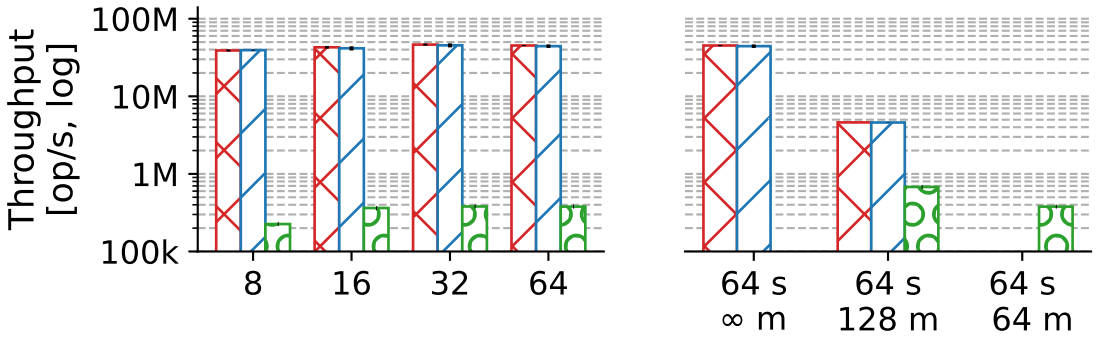 Throughput
[op/s, log]
100M
10M
1M
100k
8 16 32 64
64 s 64 s 64 s
∞ m 128 m 64 m